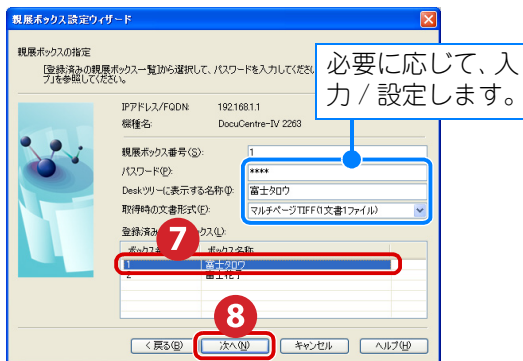 親展ボックス設定ウィザード
親展ボックスの指定
[登録済みの親展ボックス一覧]から選択して、パスワードを入力してくださ
プ]を参照してください。
必要に応じて、入
力 / 設定します。
IPアドレス/FQDN: 192.168.1.1
機種名: DocuCentre-IV 2263
親展ボックス番号(S): 1
パスワード(P): ****
Deskツリーに表示する名称(I): 富士タロウ
取得時の文書形式(F): マルチページTIFF(1文書1ファイル)
登録済み
クス(L):
7
ボックス
ボックス名称
1 富士タロウ
2 富士花子
8
< 戻る(B) 次へ(N) > キャンセル ヘルプ(H)